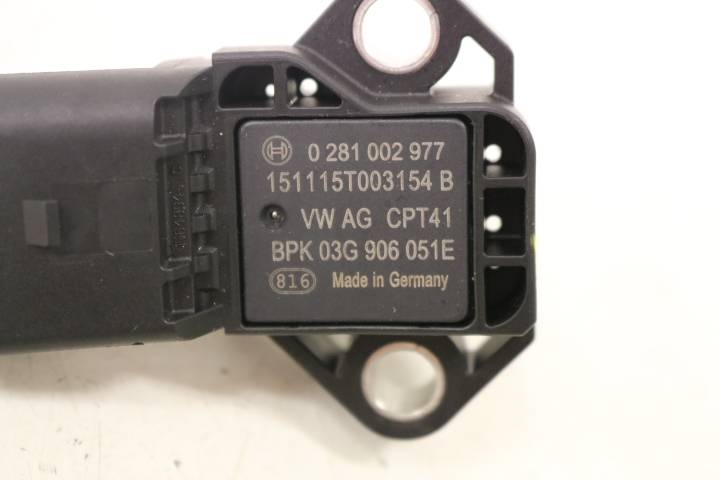 0 281 002 977
151115T003154 B
VW AG CPT41
BPK 03G 906 051E
816 Made in Germany